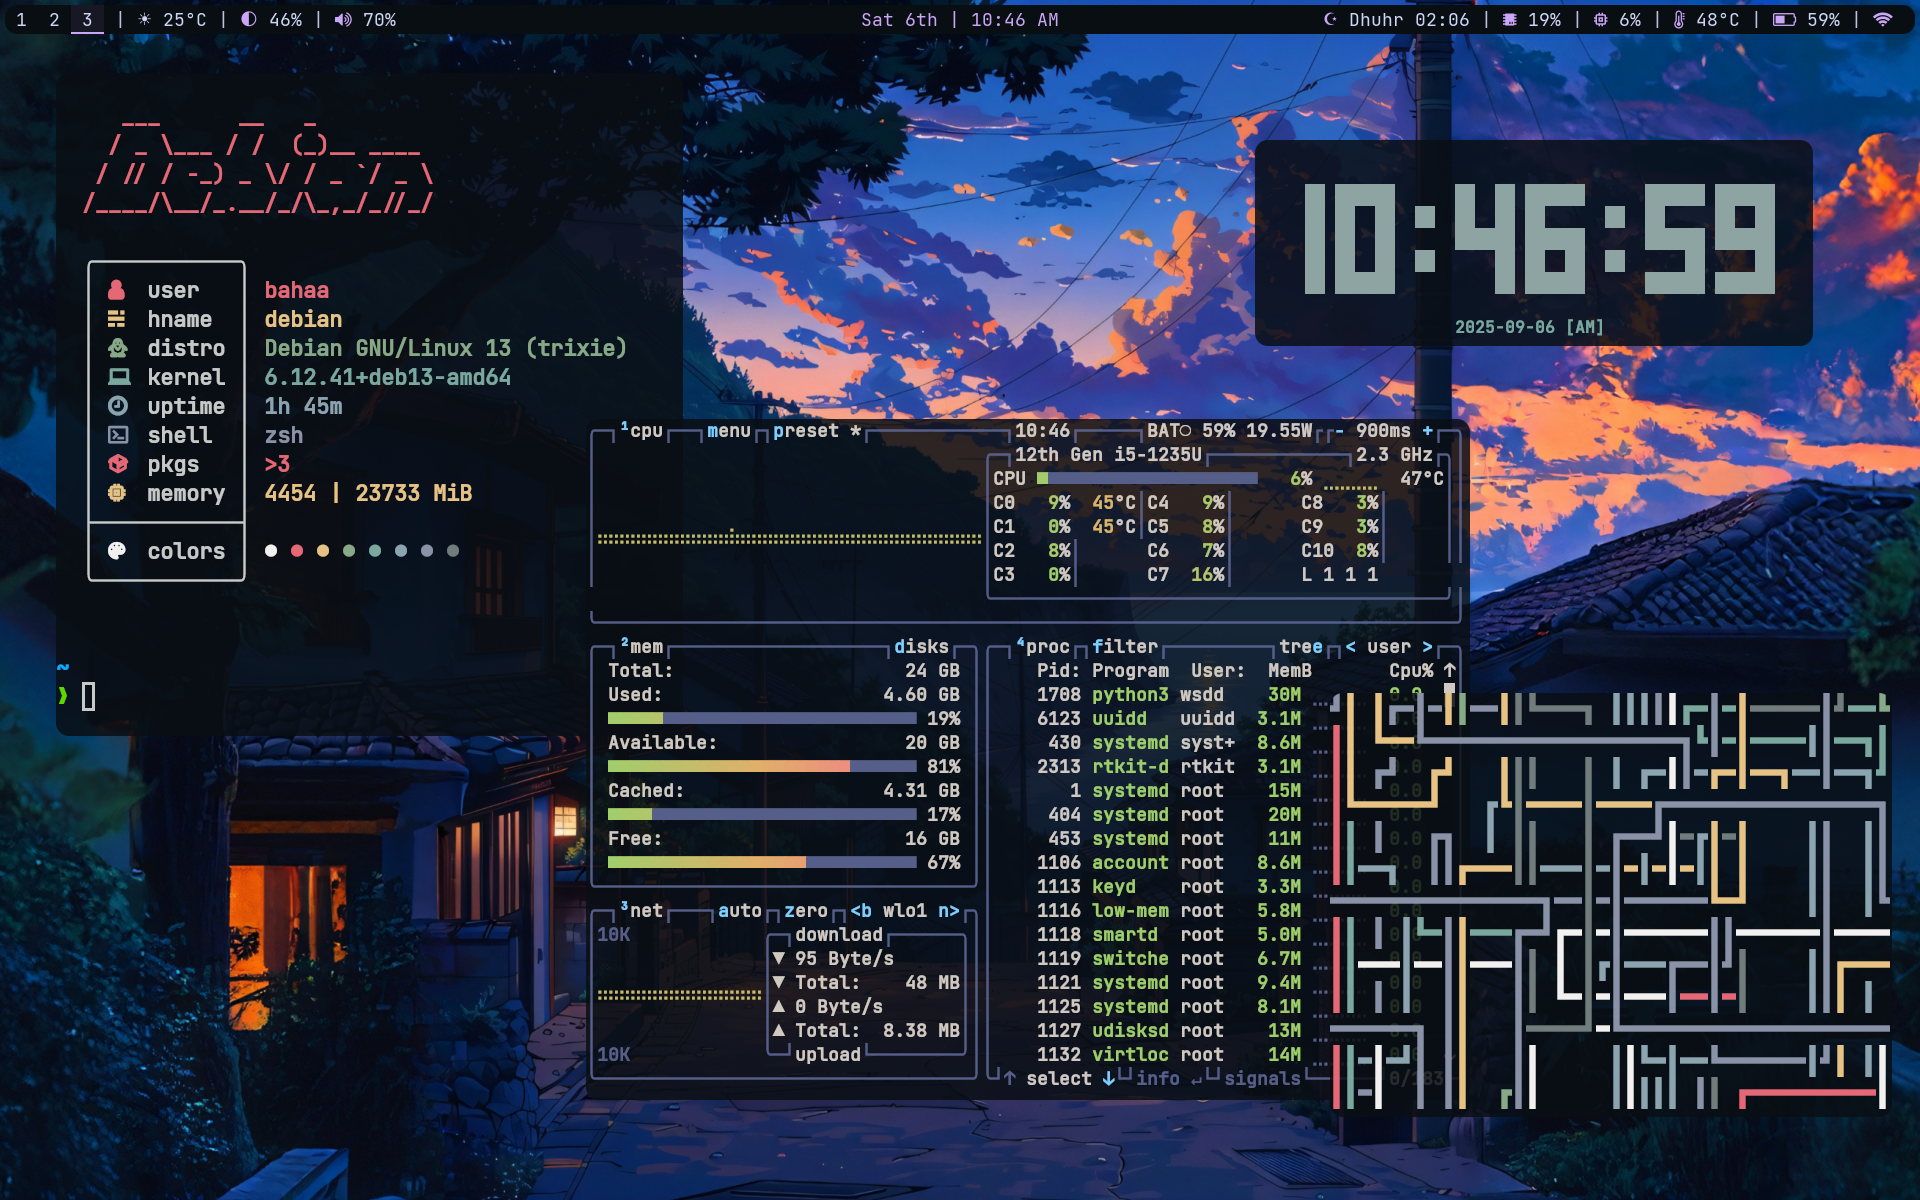 1 2 3 | 25°C | 46% | 70%
Sat 6th | 10:46 AM
Dhuhr 02:06 | 19% | 6% | 48°C | 59% |
10:46:59
2025-09-06 [AM]
user bahaa
hname debian
distro Debian GNU/Linux 13 (trixie)
kernel 6.12.41+deb13-amd64
uptime 1h 45m
shell zsh
pkgs >3
memory 4454 | 23733 MiB
colors
~
❯
¹cpu menu preset * 10:46 BAT○ 59% 19.55W - 900ms +
12th Gen i5-1235U 2.3 GHz
CPU 6% 47°C
C0 9% 45°C C4 9% C8 3%
C1 0% 45°C C5 8% C9 3%
C2 8% C6 7% C10 8%
C3 0% C7 16% L 1 1 1
²mem disks
Total: 24 GB
Used: 4.60 GB
19%
Available: 20 GB
81%
Cached: 4.31 GB
17%
Free: 16 GB
67%
³net auto zero <b wlo1 n>
10K
download
▼ 95 Byte/s
▼ Total: 48 MB
▲ 0 Byte/s
▲ Total: 8.38 MB
upload
10K
⁴proc filter tree < user >
Pid: Program User: MemB Cpu% ↑
1708 python3 wsdd 30M
6123 uuidd uuidd 3.1M
430 systemd syst+ 8.6M
2313 rtkit-d rtkit 3.1M
1 systemd root 15M
404 systemd root 20M
453 systemd root 11M
1106 account root 8.6M
1113 keyd root 3.3M
1116 low-mem root 5.8M
1118 smartd root 5.0M
1119 switche root 6.7M
1121 systemd root 9.4M
1125 systemd root 8.1M
1127 udisksd root 13M
1132 virtloc root 14M
↑ select ↓ info ↵ signals 0/183